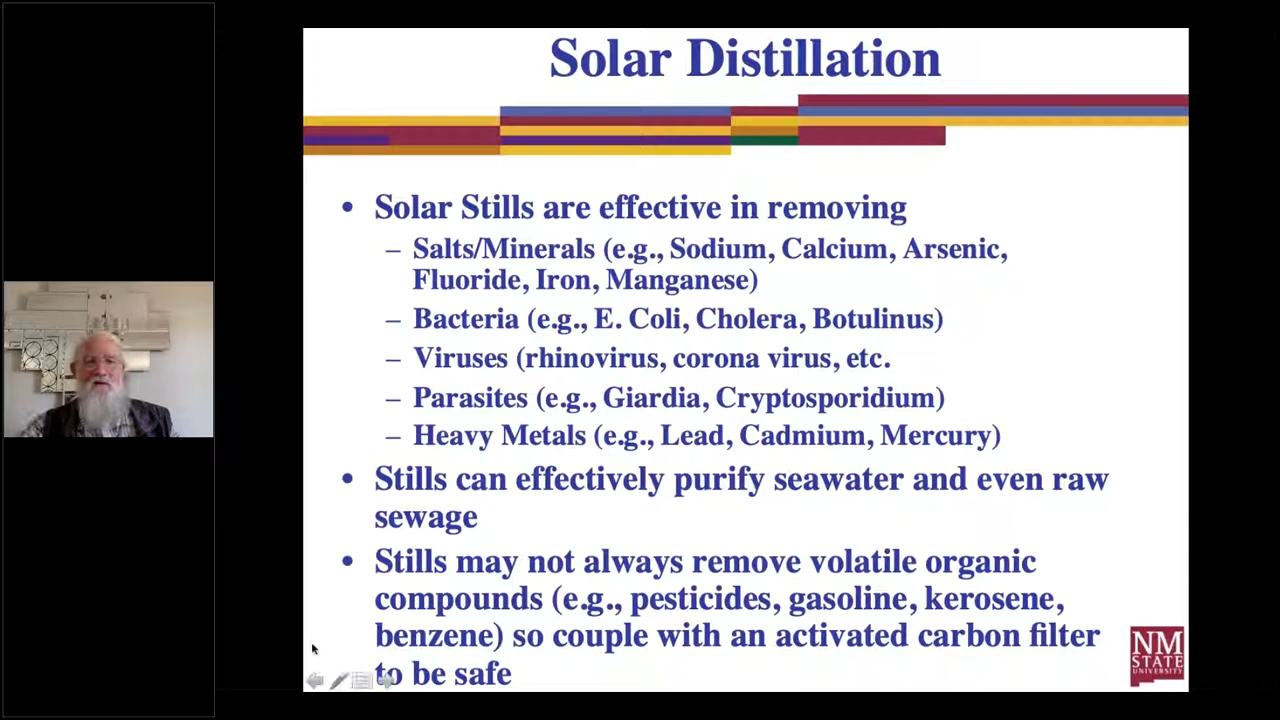 Solar Distillation
• Solar Stills are effective in removing
– Salts/Minerals (e.g., Sodium, Calcium, Arsenic,
Fluoride, Iron, Manganese)
– Bacteria (e.g., E. Coli, Cholera, Botulinus)
– Viruses (rhinovirus, corona virus, etc.
– Parasites (e.g., Giardia, Cryptosporidium)
– Heavy Metals (e.g., Lead, Cadmium, Mercury)
• Stills can effectively purify seawater and even raw
sewage
• Stills may not always remove volatile organic
compounds (e.g., pesticides, gasoline, kerosene,
benzene) so couple with an activated carbon filter
to be safe
NM
STATE
UNIVERSITY